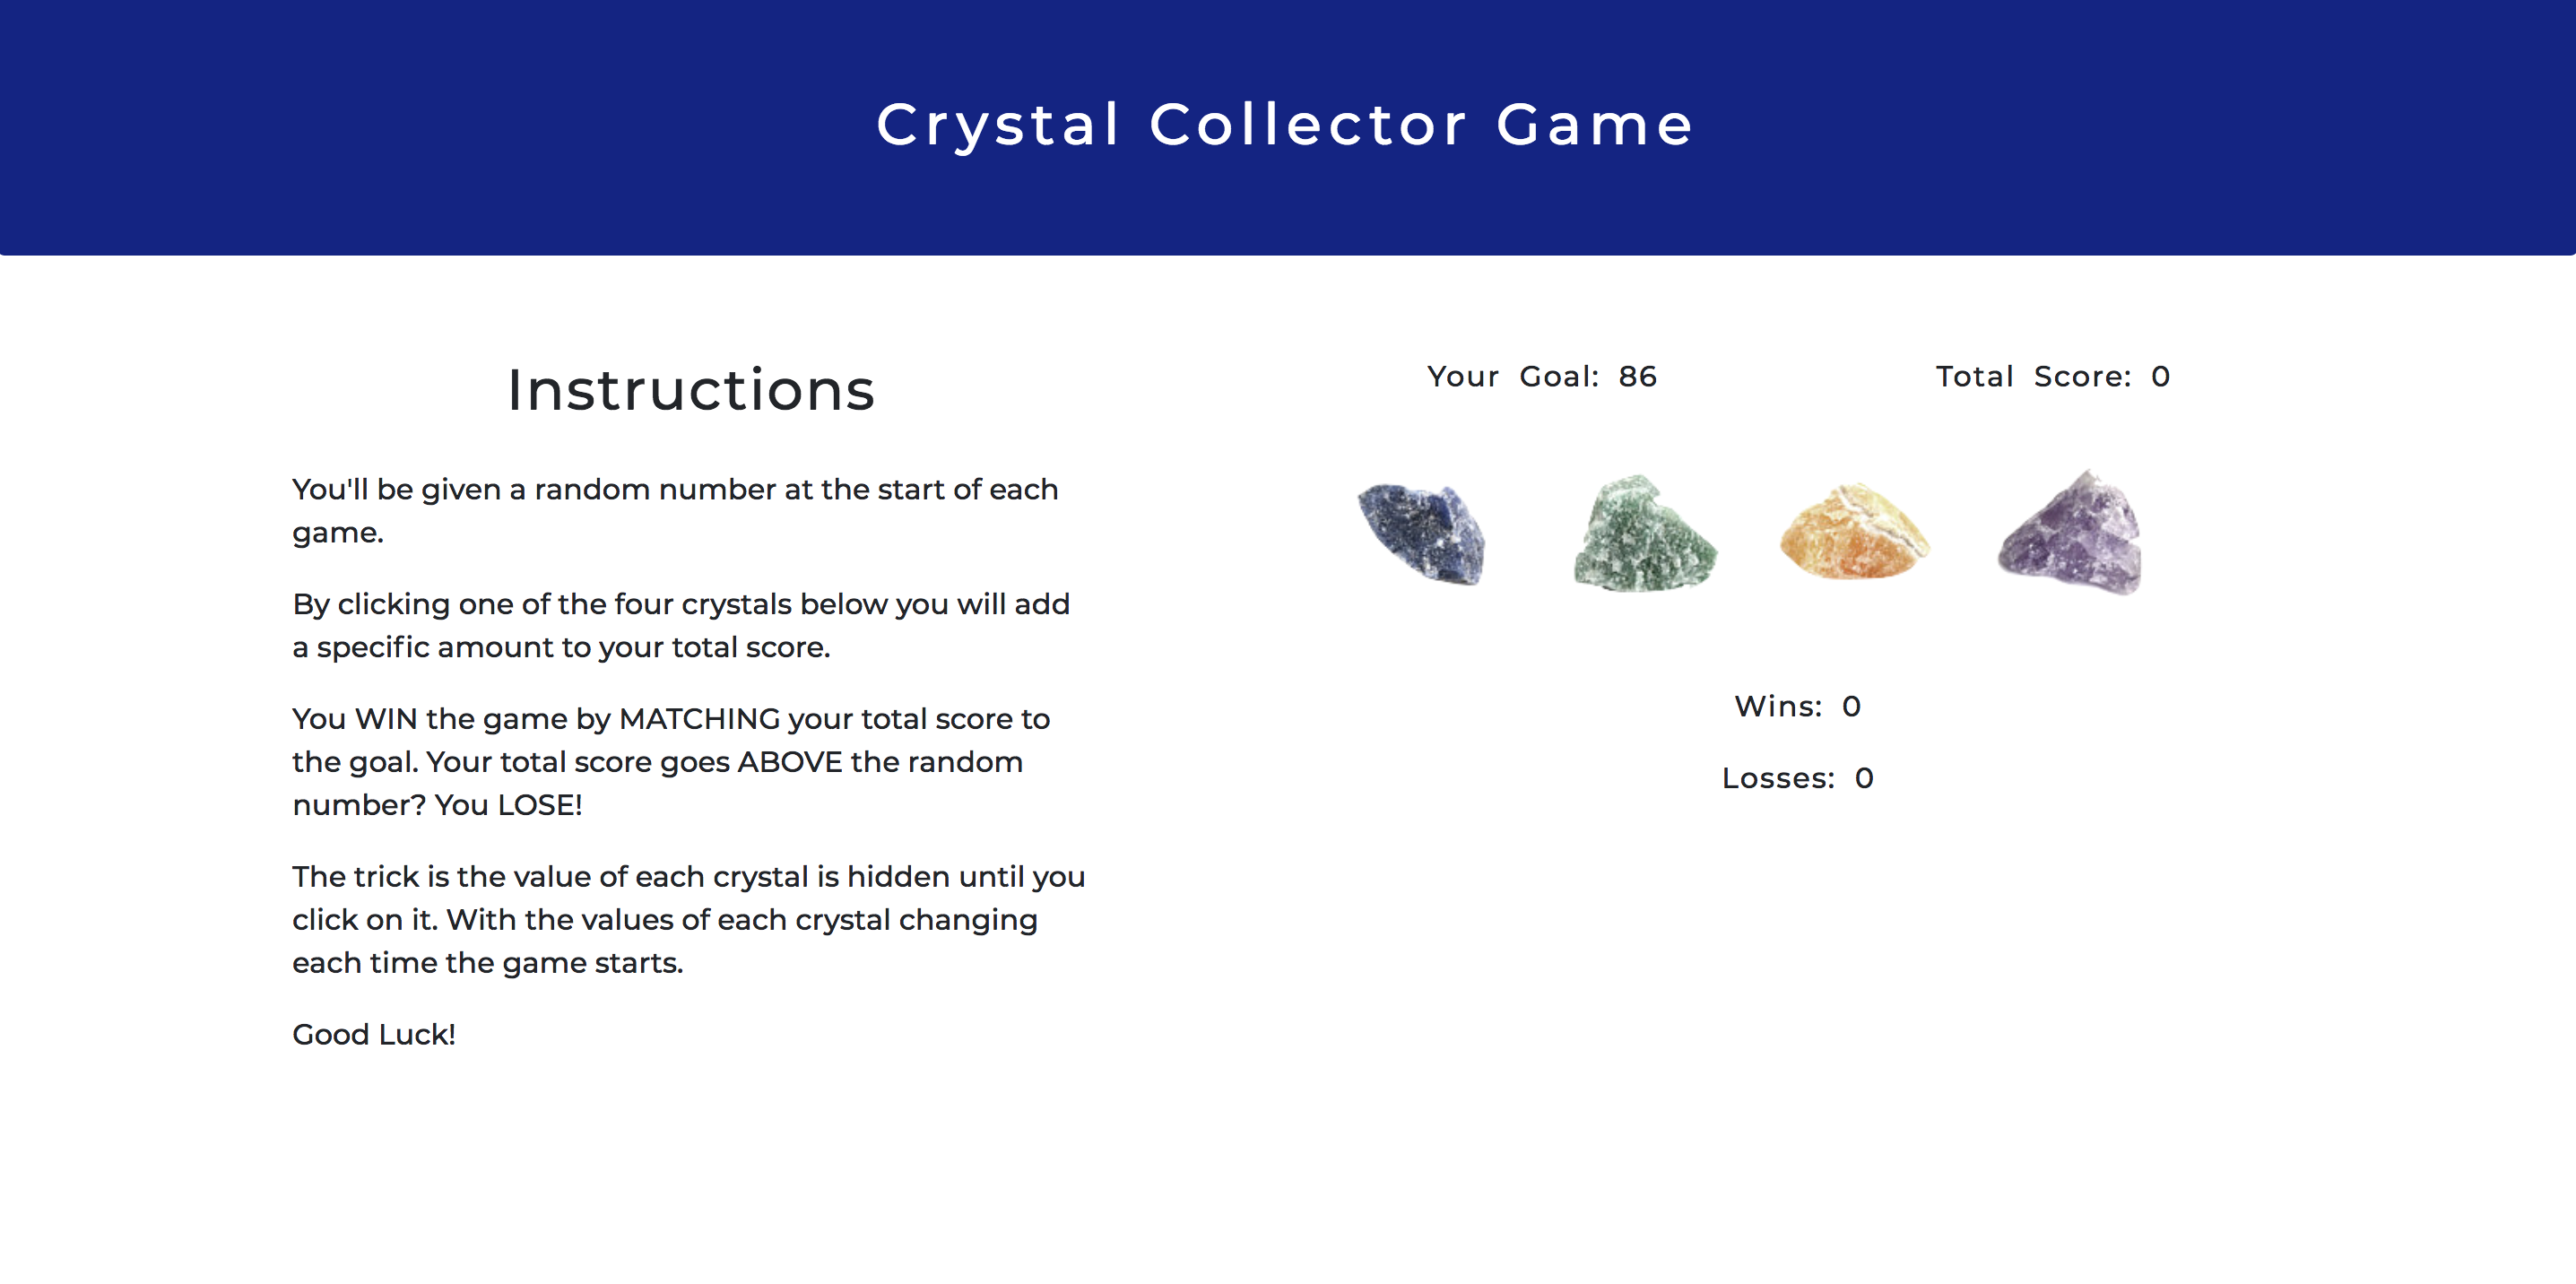 Crystal Collector Game
Instructions
You'll be given a random number at the start of each
game.
By clicking one of the four crystals below you will add
a specific amount to your total score.
You WIN the game by MATCHING your total score to
the goal. Your total score goes ABOVE the random
number? You LOSE!
The trick is the value of each crystal is hidden until you
click on it. With the values of each crystal changing
each time the game starts.
Good Luck!
Your Goal: 86
Total Score: 0
Wins: 0
Losses: 0